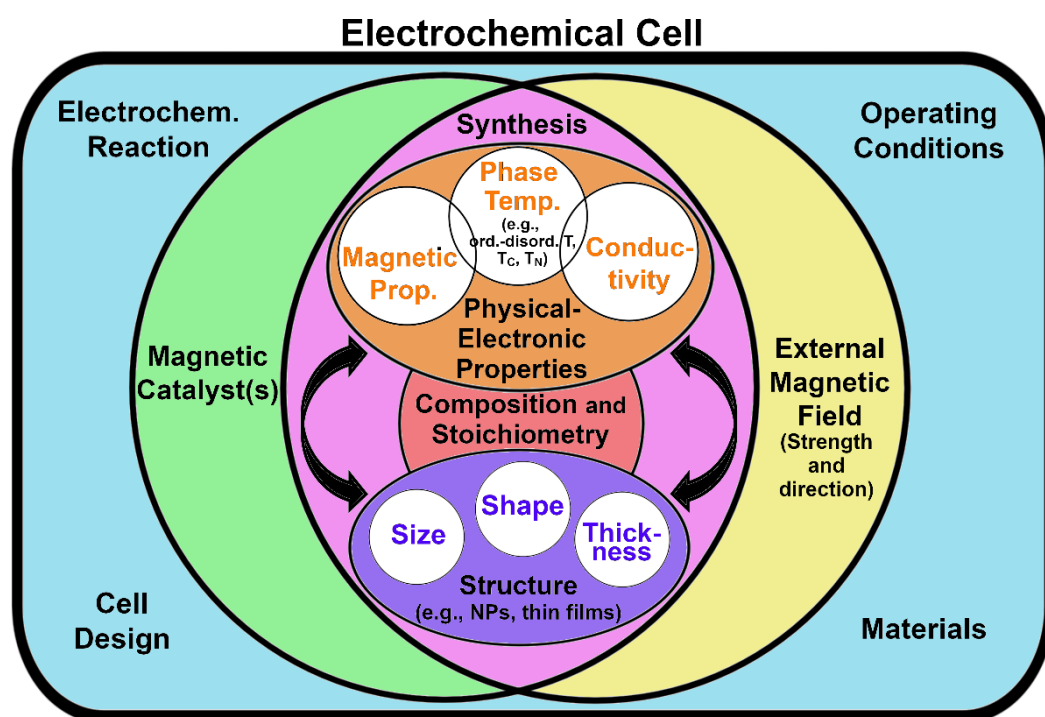 Electrochemical Cell
Electrochem.
Reaction
Operating
Conditions
Synthesis
Phase
Temp.
(e.g.,
ord.-disord. T,
T_C, T_N)
Magnetic
Prop.
Conduc-
tivity
Physical-
Electronic
Properties
Magnetic
Catalyst(s)
External
Magnetic
Field
(Strength
and
direction)
Composition and
Stoichiometry
Size
Shape
Thick-
ness
Structure
(e.g., NPs, thin films)
Cell
Design
Materials